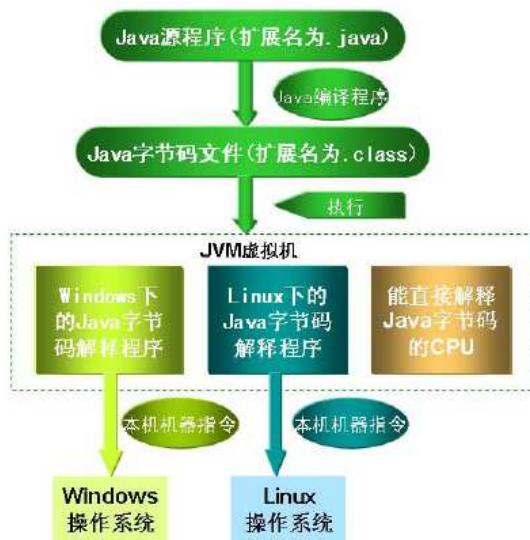 Java源程序(扩展名为.java)
Java编译程序
Java字节码文件(扩展名为.class)
执行
JVM虚拟机
Windows下
的Java字节
码解释程序
Linux下的
Java字节码
解释程序
能直接解释
Java字节码
的CPU
本机机器指令
本机机器指令
Windows
操作系统
Linux
操作系统